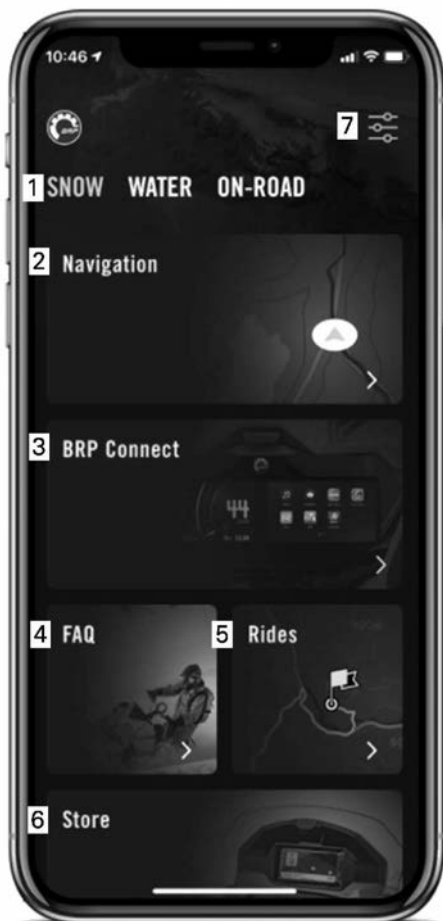 10:46
7
1 SNOW WATER ON-ROAD
2 Navigation
3 BRP Connect
44
4 FAQ
5 Rides
6 Store